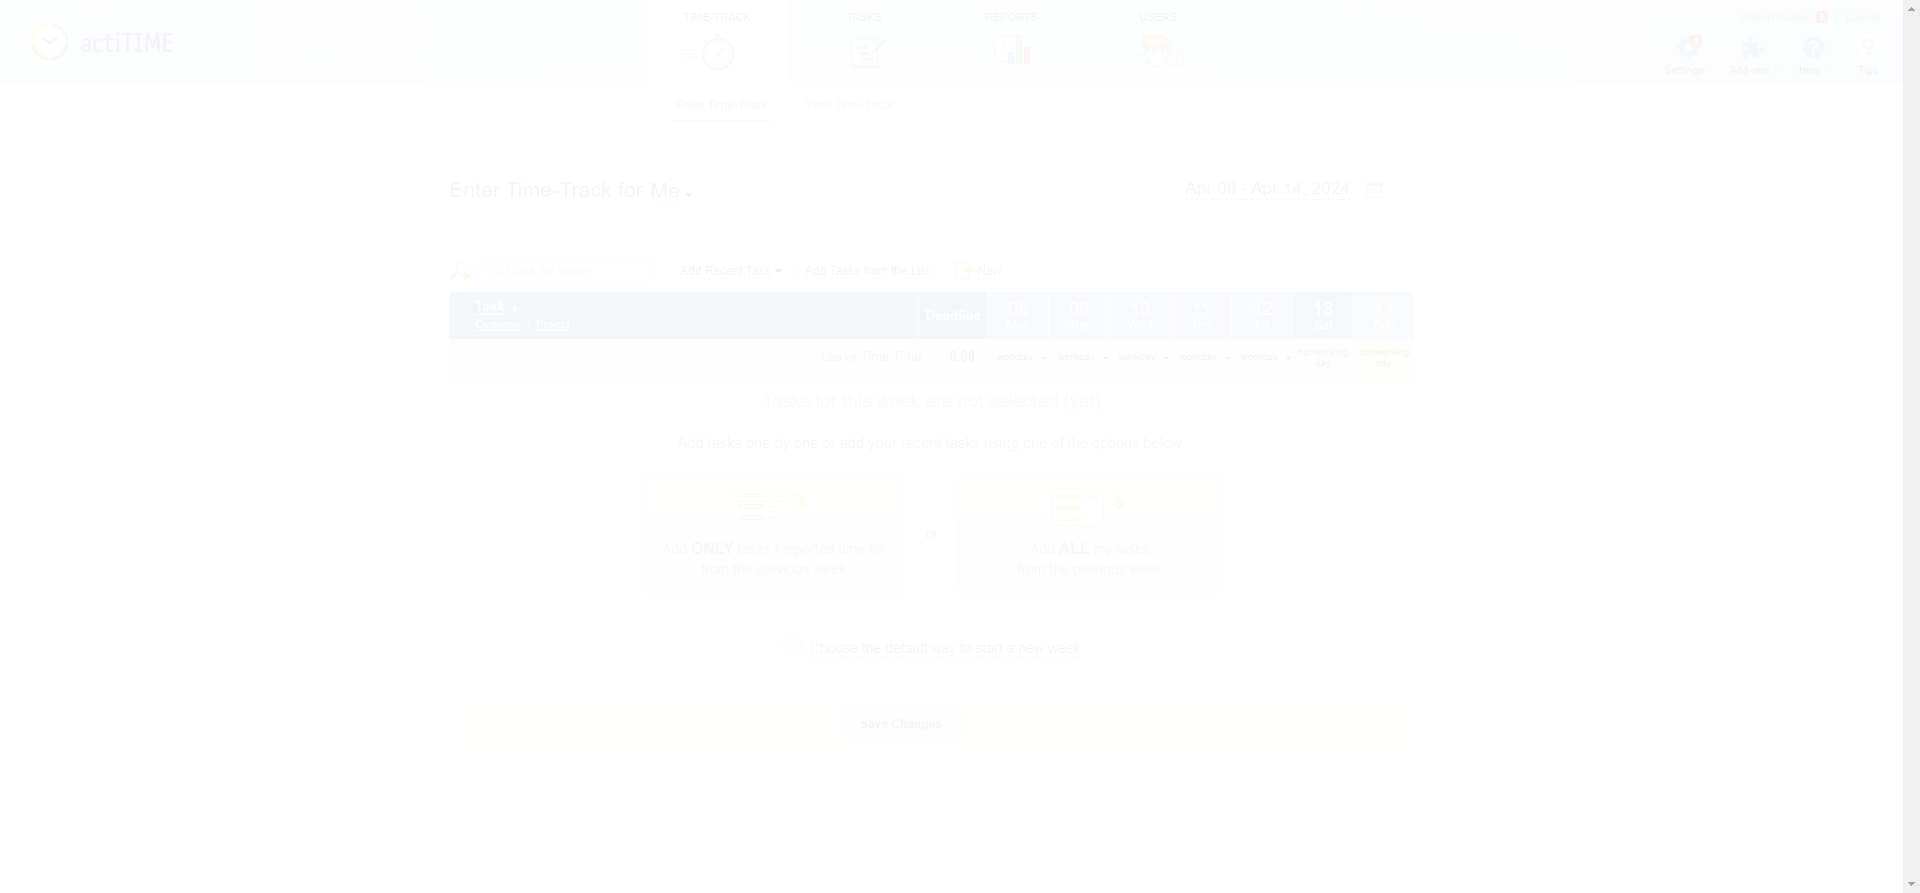 TIME-TRACK TASKS REPORTS USERS
Logout
actiTIME
Settings Add-ons Help Tips
Enter Time-Track View Time-Track
Enter Time-Track for Me
Apr 08 - Apr 14, 2024
Add task by name Add Recent Task Add Tasks from the List New
Task
Customer / Project
Deadline
08 09 10 11 12 13 14
Mon Tue Wed Thu Fri Sat Sun
Leave Time Total 0:00 workday workday workday workday workday nonworking day nonworking day
Tasks for this week are not selected (yet)
Add tasks one by one or add your recent tasks using one of the options below.
Add ONLY tasks I reported time for
from the previous week
or
Add ALL my tasks
from the previous week
Choose the default way to start a new week
Save Changes